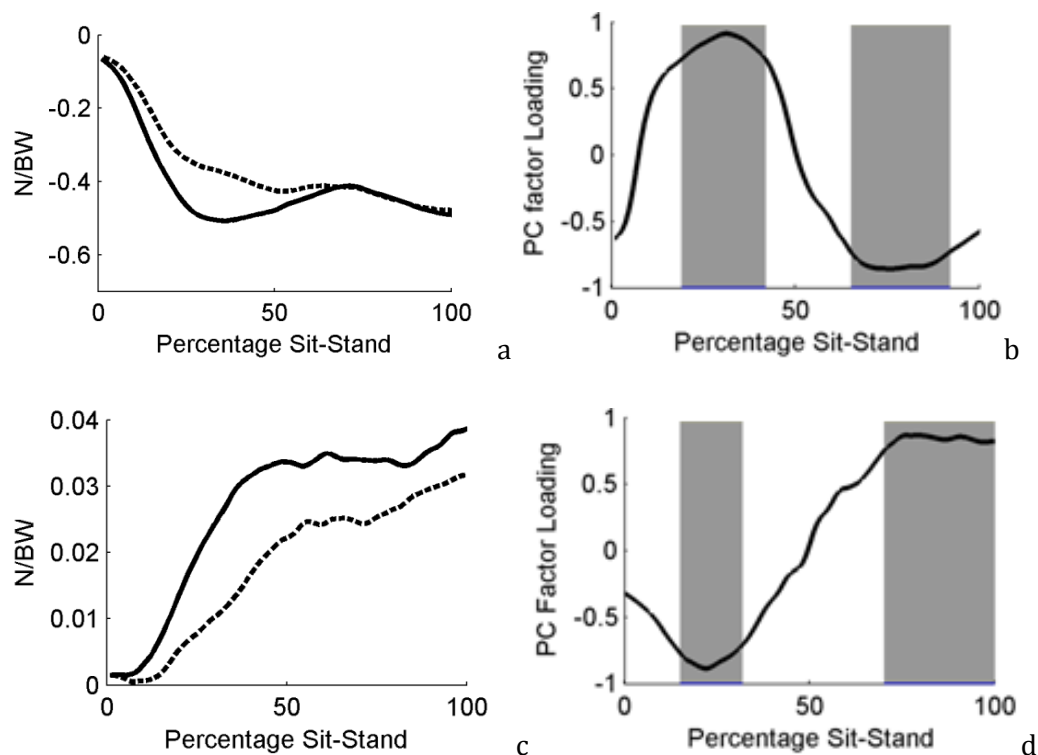 0
-0.2
-0.4
-0.6
N/BW
0
50
100
Percentage Sit-Stand
a
1
0.5
0
-0.5
-1
PC factor Loading
0
50
100
Percentage Sit-Stand
b
0.04
0.03
0.02
0.01
0
N/BW
0
50
100
Percentage Sit-Stand
c
1
0.5
0
-0.5
-1
PC Factor Loading
0
50
100
Percentage Sit-Stand
d